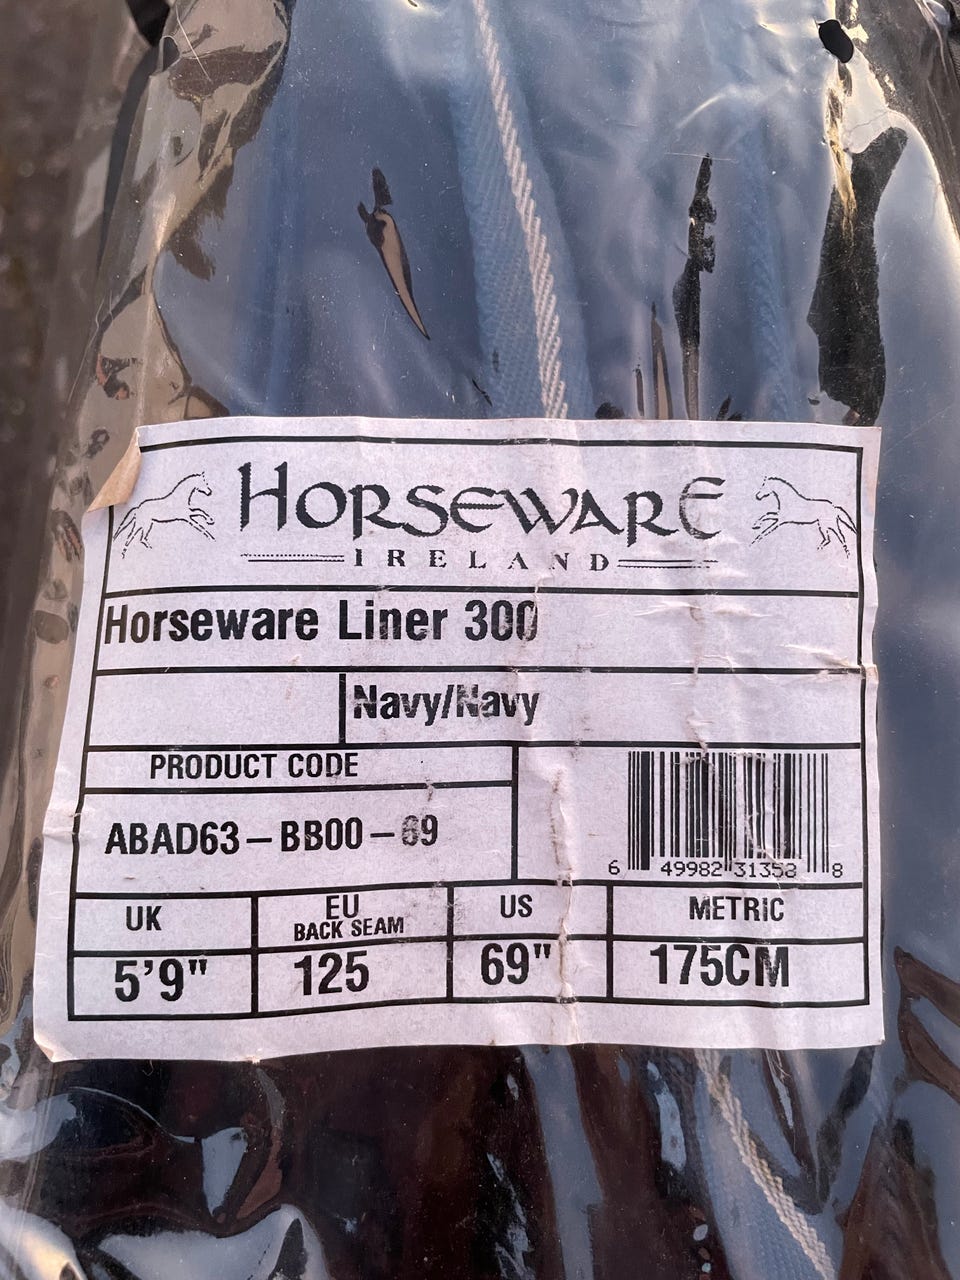 HORSEWARE
IRELAND
Horseware Liner 300
Navy/Navy
PRODUCT CODE
ABAD63-BB00-69
6 49982 31358 8
UK
EU
BACK SEAM
US
METRIC
5'9"
125
69"
175CM